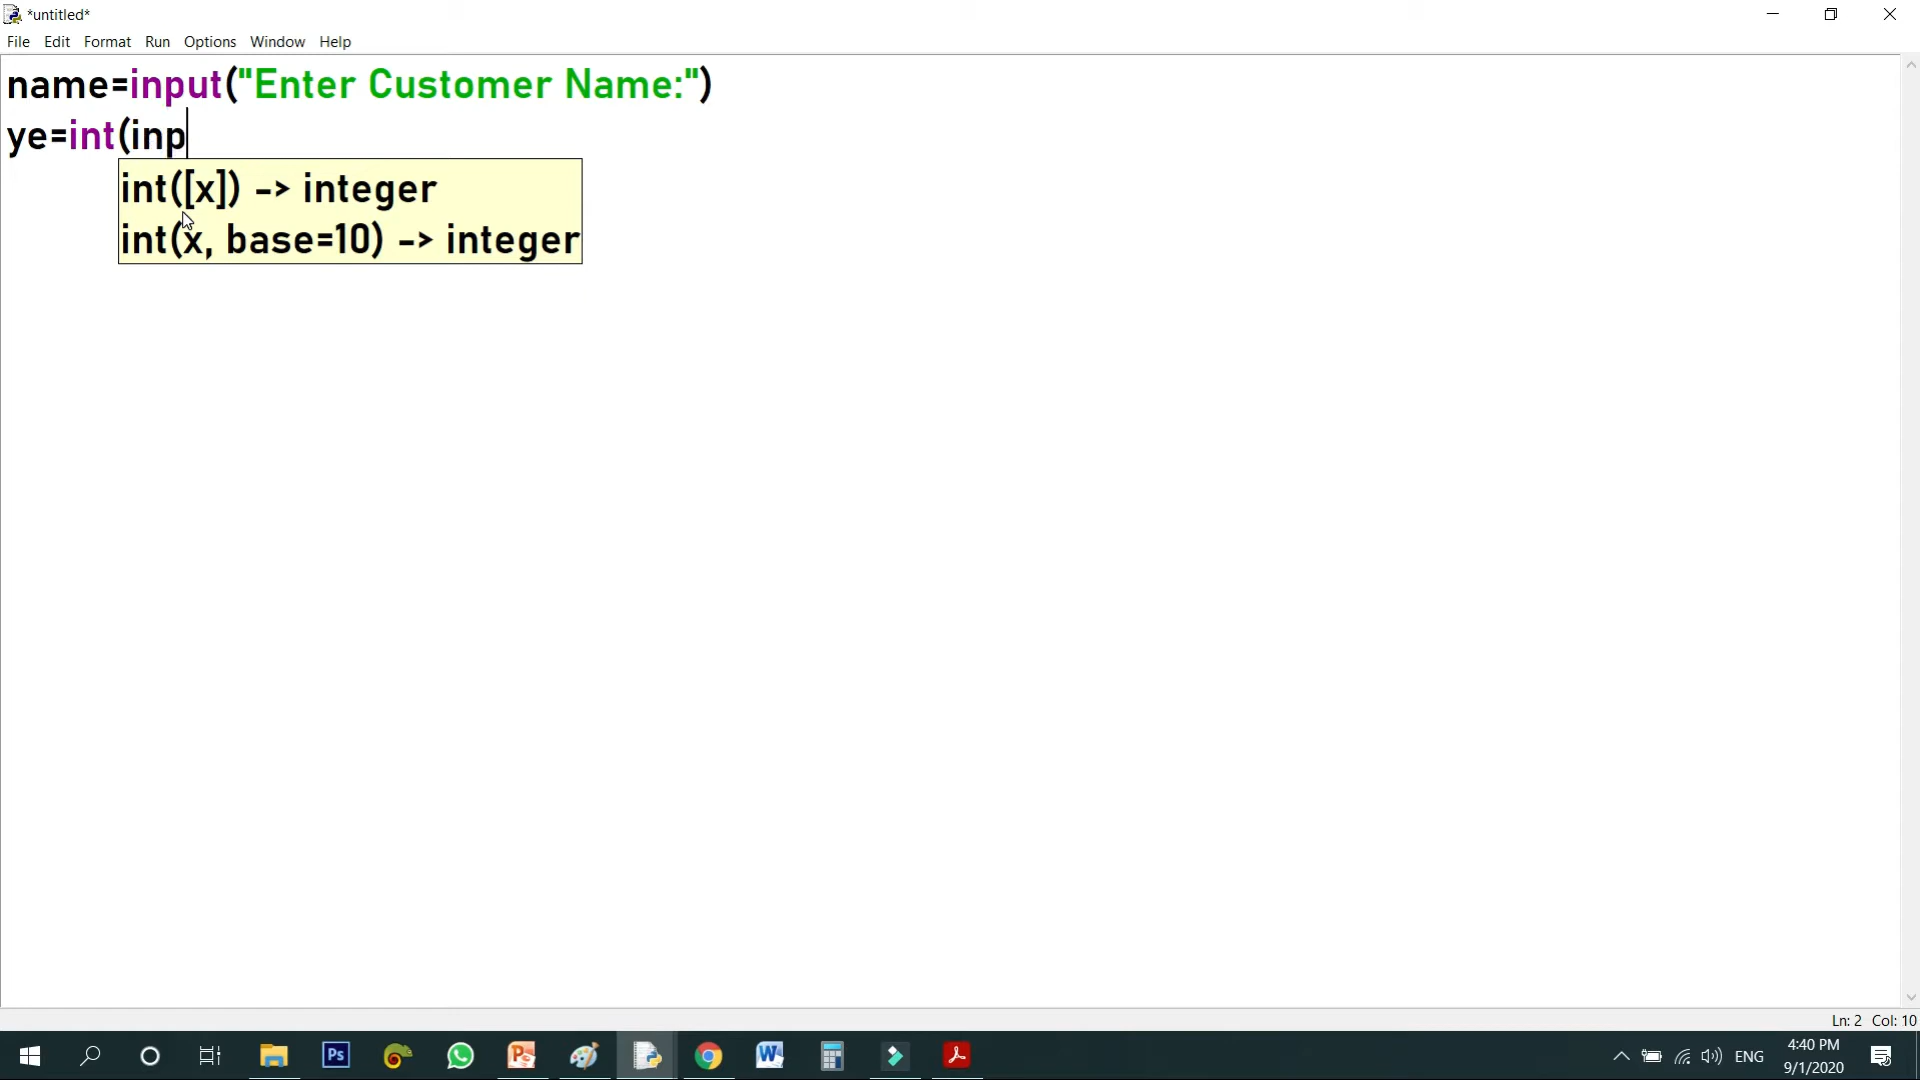 *untitled*
File Edit Format Run Options Window Help
name=input("Enter Customer Name:")
ye=int(inp
int([x]) -> integer
int(x, base=10) -> integer
Ln: 2 Col: 10
Ps
ENG
4:40 PM
9/1/2020